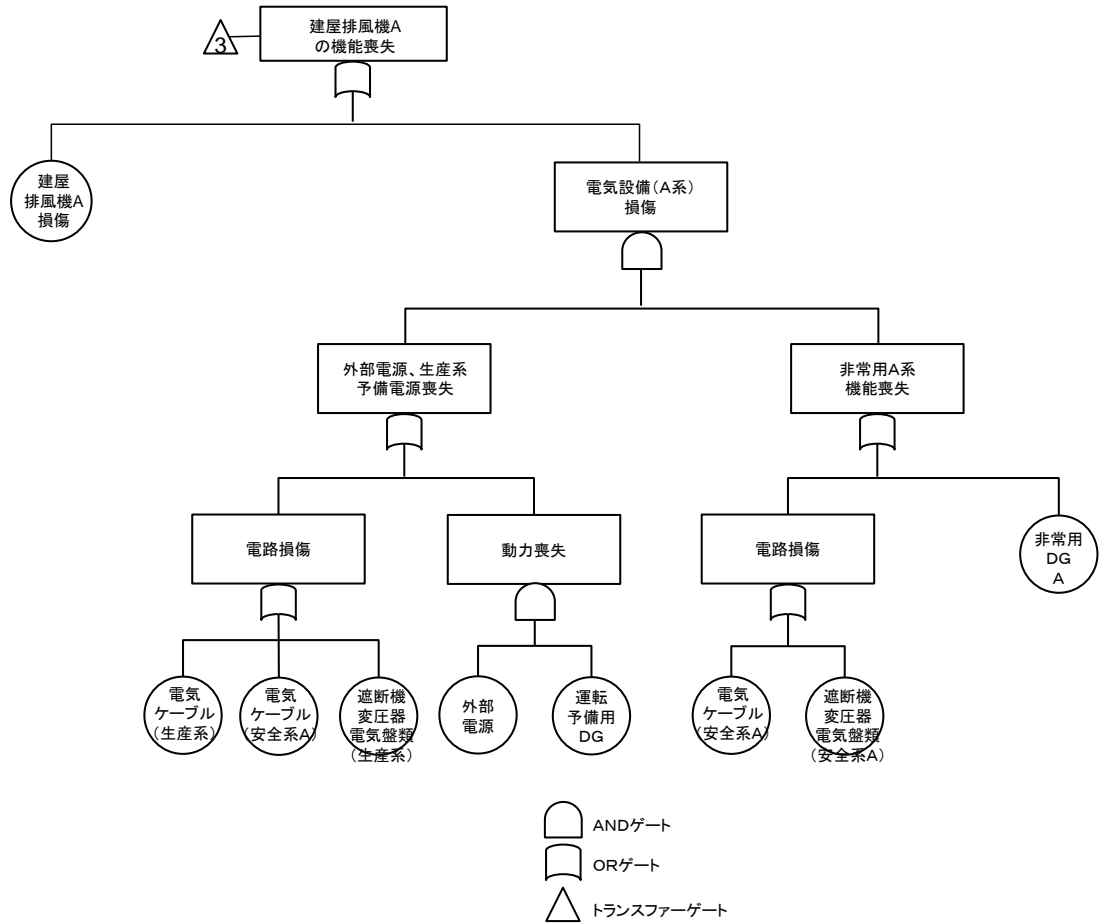 3
建屋排風機A
の機能喪失
建屋
排風機A
損傷
電気設備(A系)
損傷
外部電源、生産系
予備電源喪失
非常用A系
機能喪失
電路損傷
動力喪失
電路損傷
非常用
DG
A
電気
ケーブル
(生産系)
電気
ケーブル
(安全系A)
遮断機
変圧器
電気盤類
(生産系)
外部
電源
運転
予備用
DG
電気
ケーブル
(安全系A)
遮断機
変圧器
電気盤類
(安全系A)
ANDゲート
ORゲート
トランスファーゲート